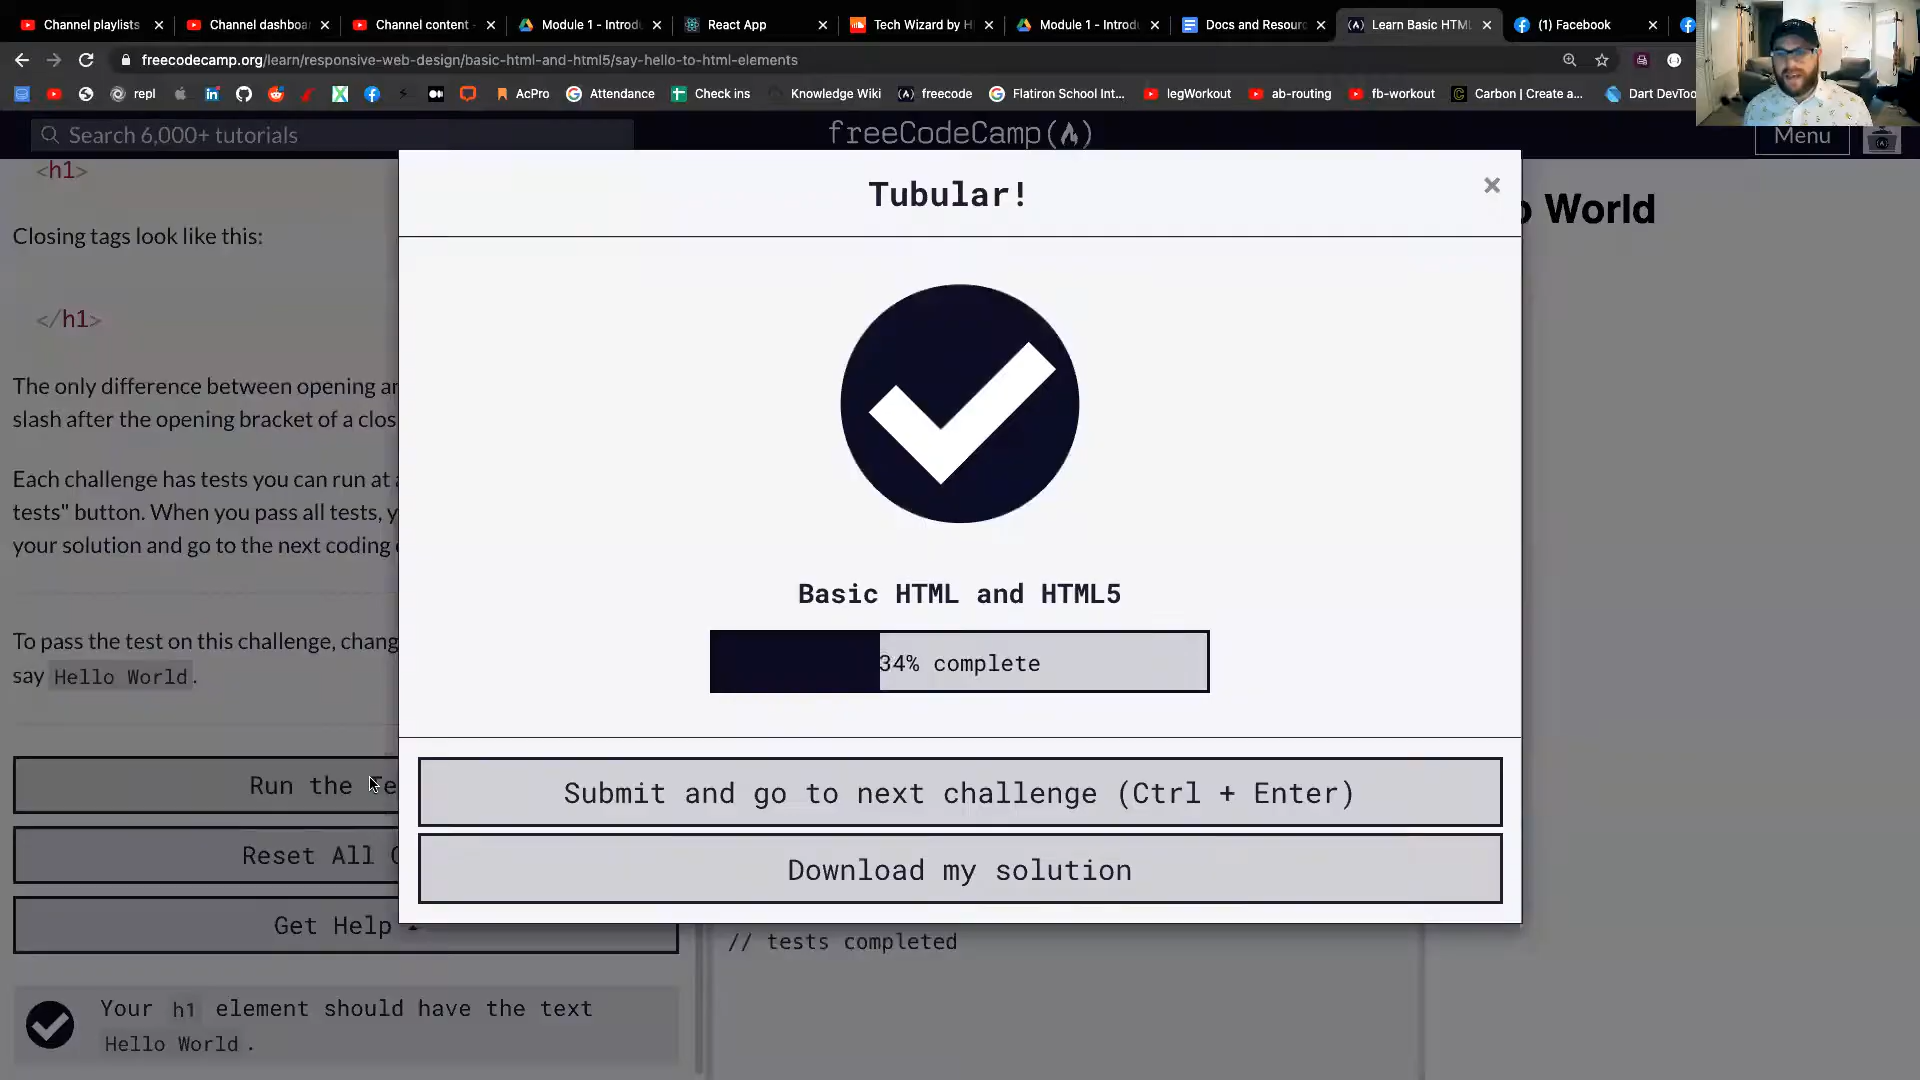 Channel playlists
Channel dashboa
Channel content
Module 1 - Introdu
React App
Tech Wizard by H
Module 1 - Introdu
Docs and Resourc
Learn Basic HTML
(1) Facebook
freecodecamp.org/learn/responsive-web-design/basic-html-and-html5/say-hello-to-html-elements
repl
AcPro
Attendance
Check ins
Knowledge Wiki
freecode
Flatiron School Int...
legWorkout
ab-routing
fb-workout
Carbon | Create a...
Dart DevToo
Search 6,000+ tutorials
freeCodeCamp
Menu
<h1>
Closing tags look like this:
</h1>
The only difference between opening an
slash after the opening bracket of a clos
Each challenge has tests you can run at a
tests" button. When you pass all tests, y
your solution and go to the next coding
To pass the test on this challenge, chang
say Hello World.
Run the Te
Reset All
Get Help
Your h1 element should have the text
Hello World.
Tubular!
×
Basic HTML and HTML5
34% complete
Submit and go to next challenge (Ctrl + Enter)
Download my solution
// tests completed
o World